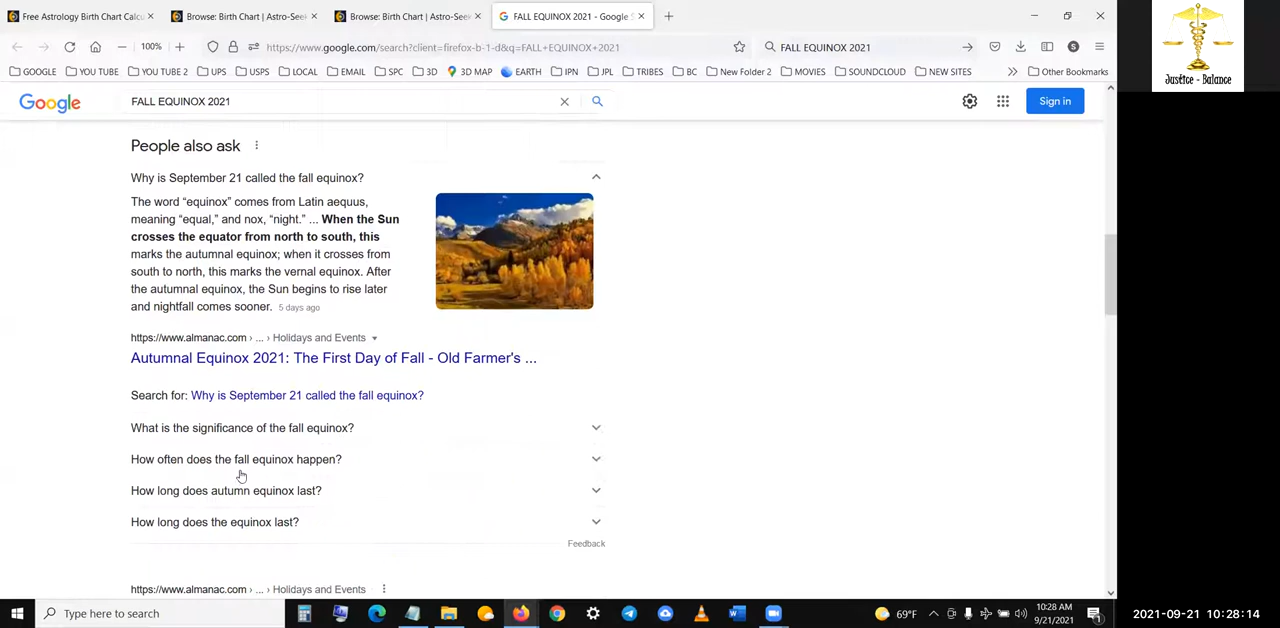 Free Astrology Birth Chart Calcu
Browse: Birth Chart | Astro-Seek
Browse: Birth Chart | Astro-Seek
FALL EQUINOX 2021 - Google S
100%
https://www.google.com/search?client=firefox-b-1-d&q=FALL+EQUINOX+2021
FALL EQUINOX 2021
S
GOOGLE
YOU TUBE
YOU TUBE 2
UPS
USPS
LOCAL
EMAIL
SPC
3D
3D MAP
EARTH
IPN
JPL
TRIBES
BC
New Folder 2
MOVIES
SOUNDCLOUD
NEW SITES
Other Bookmarks
Justice - Balance
Google
FALL EQUINOX 2021
Sign in
People also ask
Why is September 21 called the fall equinox?
The word “equinox” comes from Latin aequus,
meaning “equal,” and nox, “night.” ... When the Sun
crosses the equator from north to south, this
marks the autumnal equinox; when it crosses from
south to north, this marks the vernal equinox. After
the autumnal equinox, the Sun begins to rise later
and nightfall comes sooner. 5 days ago
https://www.almanac.com › ... › Holidays and Events
Autumnal Equinox 2021: The First Day of Fall - Old Farmer's ...
Search for: Why is September 21 called the fall equinox?
What is the significance of the fall equinox?
How often does the fall equinox happen?
How long does autumn equinox last?
How long does the equinox last?
Feedback
https://www.almanac.com › ... › Holidays and Events
Type here to search
69°F
10:28 AM
9/21/2021
1
2021-09-21 10:28:14